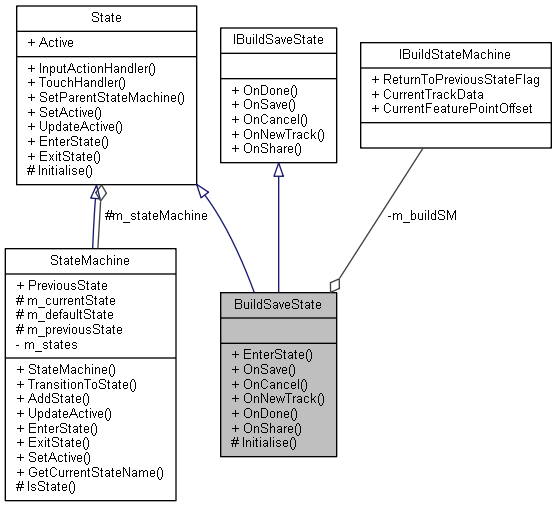 State
+ Active
+ InputActionHandler()
+ TouchHandler()
+ SetParentStateMachine()
+ SetActive()
+ UpdateActive()
+ EnterState()
+ ExitState()
# Initialise()
IBuildSaveState
+ OnDone()
+ OnSave()
+ OnCancel()
+ OnNewTrack()
+ OnShare()
IBuildStateMachine
+ ReturnToPreviousStateFlag
+ CurrentTrackData
+ CurrentFeaturePointOffset
#m_stateMachine
-m_buildSM
StateMachine
+ PreviousState
# m_currentState
# m_defaultState
# m_previousState
- m_states
+ StateMachine()
+ TransitionToState()
+ AddState()
+ UpdateActive()
+ EnterState()
+ ExitState()
+ SetActive()
+ GetCurrentStateName()
# IsState()
BuildSaveState
+ EnterState()
+ OnSave()
+ OnCancel()
+ OnNewTrack()
+ OnDone()
+ OnShare()
# Initialise()